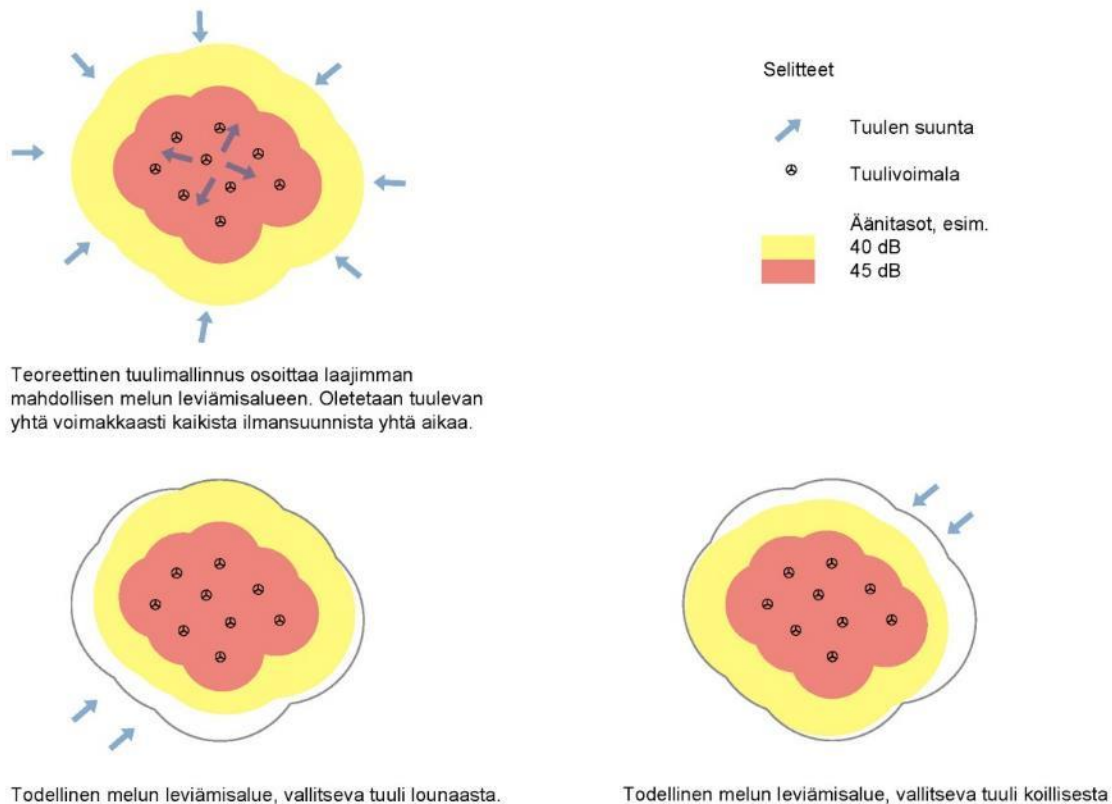 Selitteet
Tuulen suunta
Tuulivoimala
Äänitasot, esim.
40 dB
45 dB
Teoreettinen tuulimallinnus osoittaa laajimman
mahdollisen melun leviämisalueen. Oletetaan tuulevan
yhtä voimakkaasti kaikista ilmansuunnista yhtä aikaa.
Todellinen melun leviämisalue, vallitseva tuuli lounaasta.
Todellinen melun leviämisalue, vallitseva tuuli koillisesta